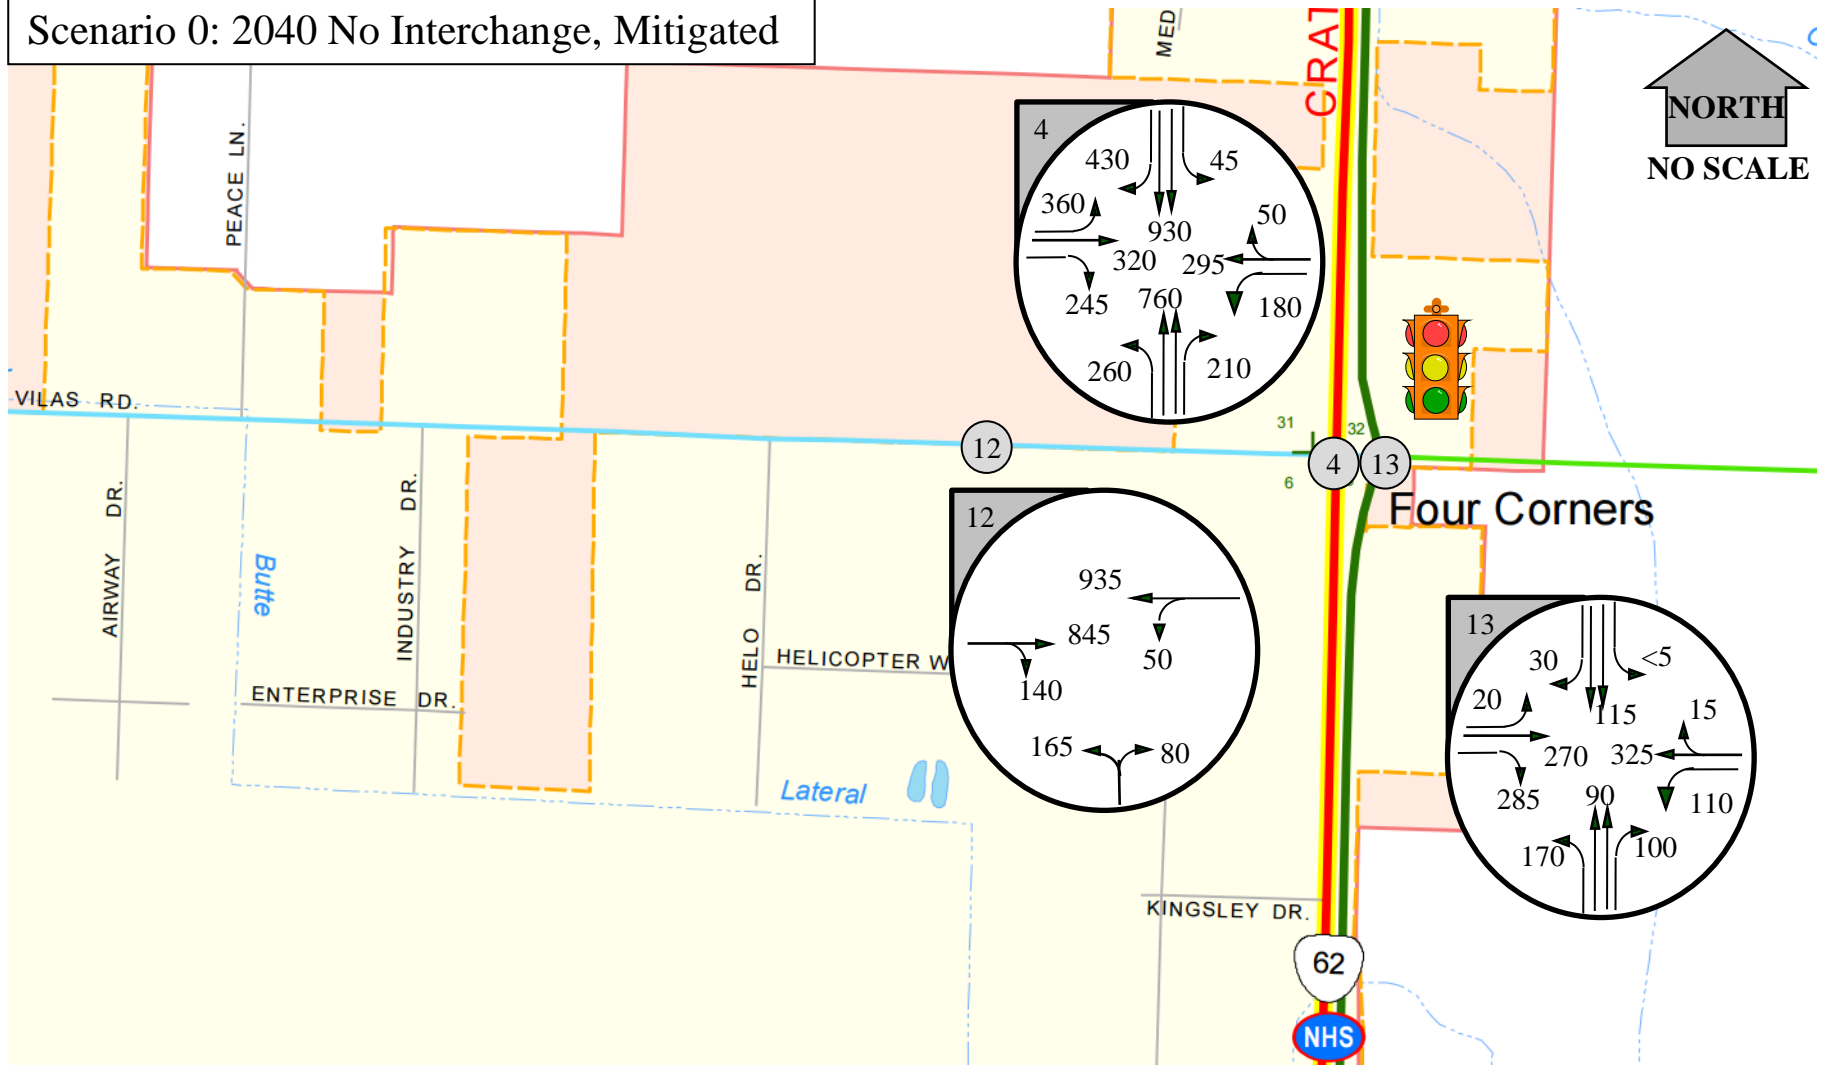 Scenario 0: 2040 No Interchange, Mitigated
MED
CRAT
NORTH
NO SCALE
PEACE LN.
4
430
45
360
50
930
320
295
760
245
180
260
210
VILAS RD.
31
32
12
4
13
6
Four Corners
AIRWAY DR.
Butte
INDUSTRY DR.
HELO DR.
HELICOPTER W
ENTERPRISE DR.
Lateral
12
935
845
50
140
165
80
13
30
<5
20
115
15
270
325
285
90
110
170
100
KINGSLEY DR.
62
NHS